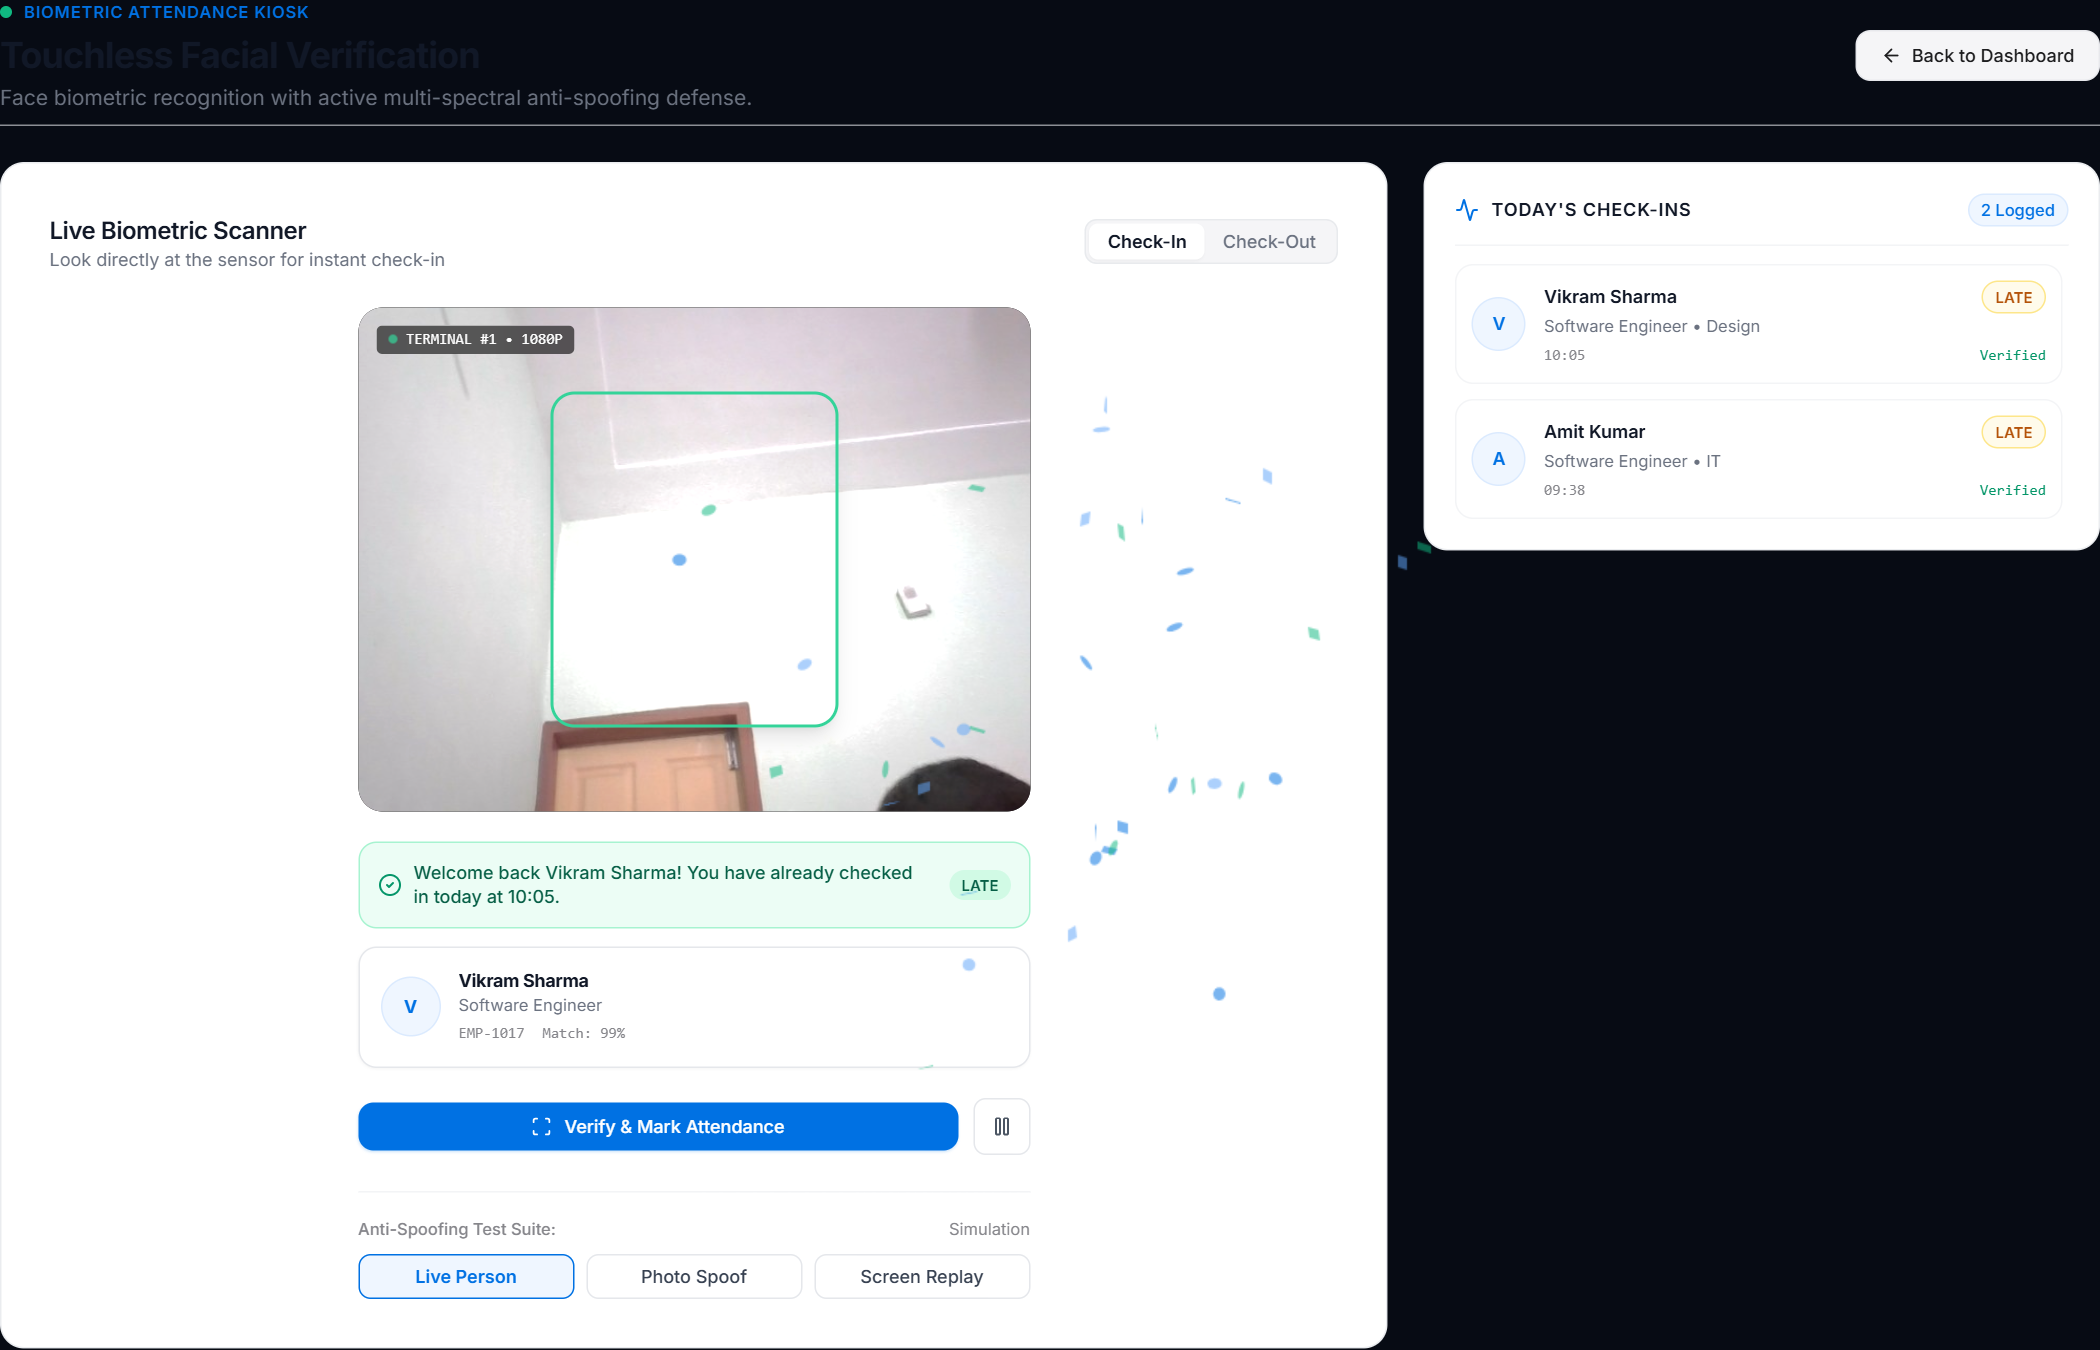 BIOMETRIC ATTENDANCE KIOSK
Touchless Facial Verification
Face biometric recognition with active multi-spectral anti-spoofing defense.
Back to Dashboard
Live Biometric Scanner
Look directly at the sensor for instant check-in
Check-In
Check-Out
TERMINAL #1 • 1080P
Welcome back Vikram Sharma! You have already checked
in today at 10:05.
LATE
V
Vikram Sharma
Software Engineer
EMP-1017 Match: 99%
Verify & Mark Attendance
Anti-Spoofing Test Suite:
Simulation
Live Person
Photo Spoof
Screen Replay
TODAY'S CHECK-INS
2 Logged
V
Vikram Sharma
LATE
Software Engineer • Design
10:05
Verified
A
Amit Kumar
LATE
Software Engineer • IT
09:38
Verified